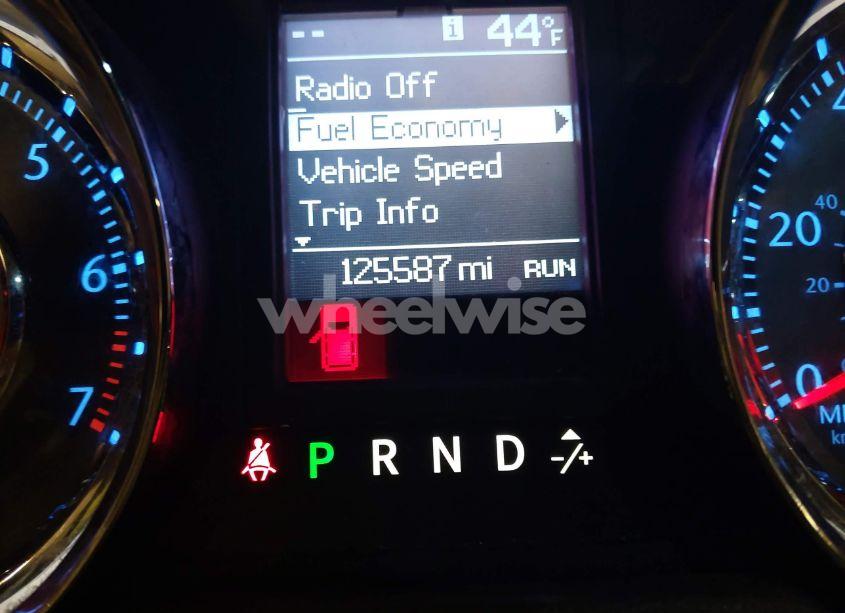 -- i 44°F
Radio Off
Fuel Economy
Vehicle Speed
Trip Info
125587 mi RUN
wheelwise
P R N D -/+
5
6
7
40
20
20
0